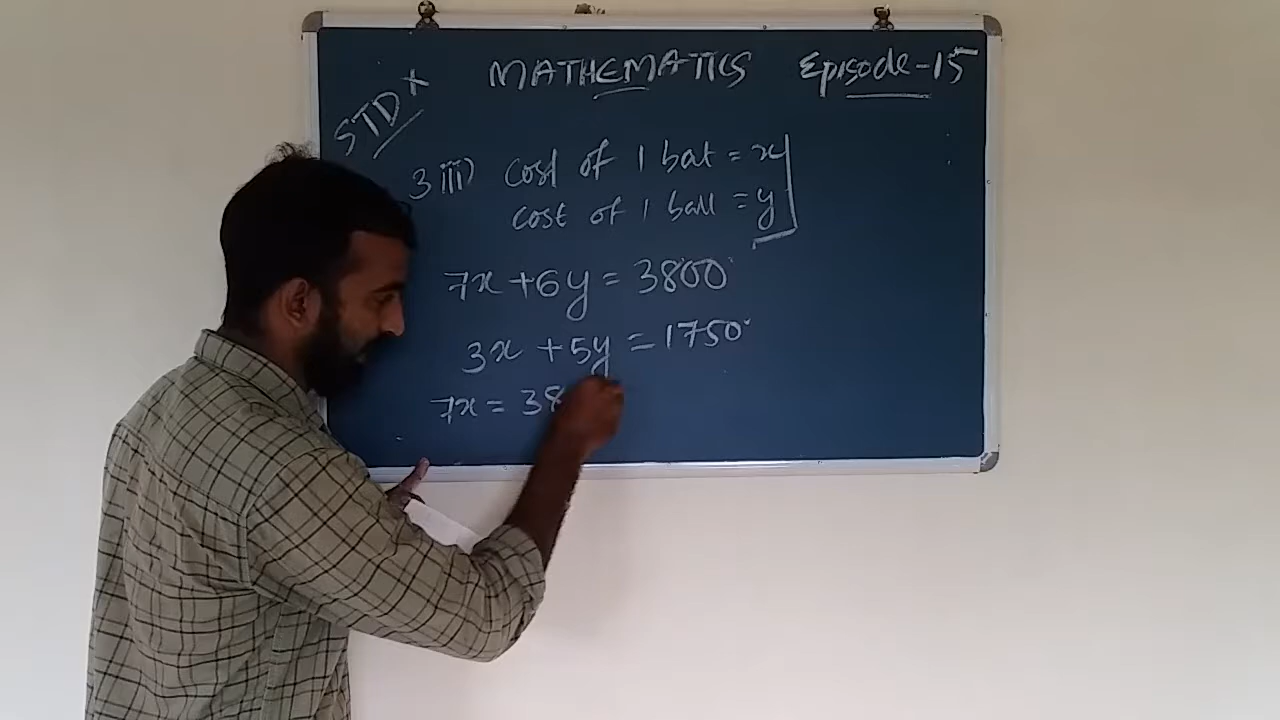 MATHEMATICS Episode-15
STD X
3 iii) cost of 1 bat = x
cost of 1 ball = y
7x + 6y = 3800
3x + 5y = 1750
7x = 38